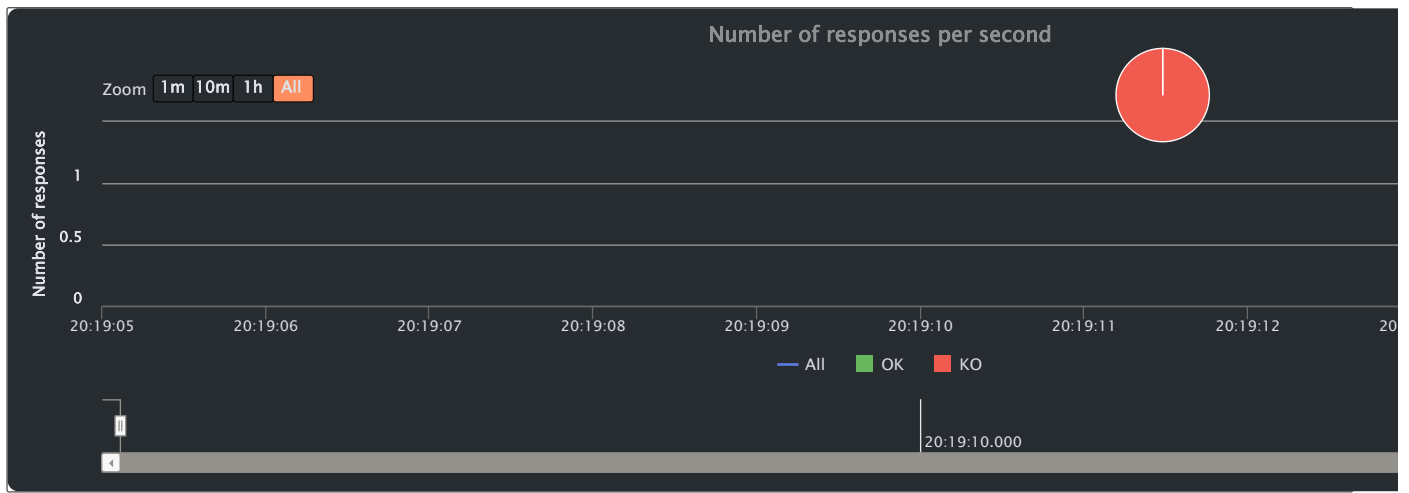 Number of responses per second
Zoom 1m 10m 1h All
Number of responses
1
0.5
0
20:19:05 20:19:06 20:19:07 20:19:08 20:19:09 20:19:10 20:19:11 20:19:12 20
All OK KO
20:19:10.000